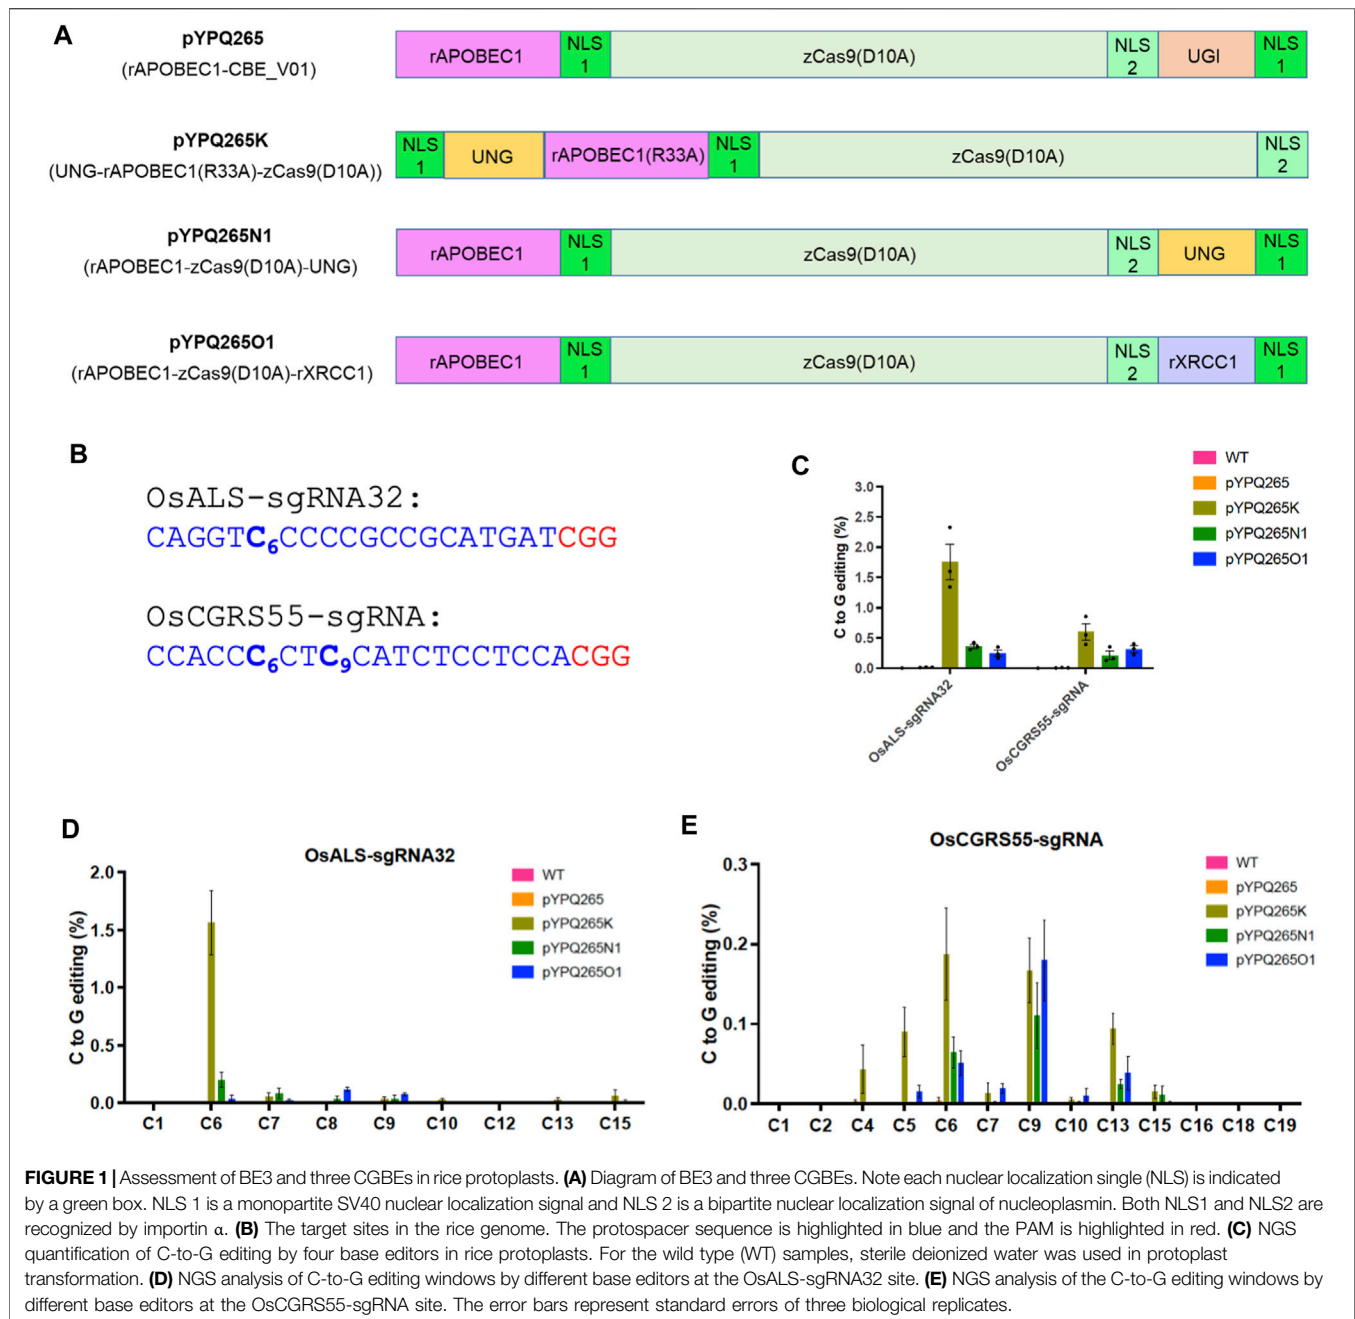 A
pYPQ265
(rAPOBEC1-CBE_V01)
rAPOBEC1
NLS
1
zCas9(D10A)
NLS
2
UGI
NLS
1
pYPQ265K
(UNG-rAPOBEC1(R33A)-zCas9(D10A))
NLS
1
UNG
rAPOBEC1(R33A)
NLS
1
zCas9(D10A)
NLS
2
pYPQ265N1
(rAPOBEC1-zCas9(D10A)-UNG)
rAPOBEC1
NLS
1
zCas9(D10A)
NLS
2
UNG
NLS
1
pYPQ265O1
(rAPOBEC1-zCas9(D10A)-rXRCC1)
rAPOBEC1
NLS
1
zCas9(D10A)
NLS
2
rXRCC1
NLS
1
B
OsALS-sgRNA32:
CAGGTC6CCCCGCCGCATGATCGG
OsCGRS55-sgRNA:
CCACCC6CTC9CATCTCCTCCACGG
C
C to G editing (%)
3.0
2.5
2.0
1.5
1.0
0.5
0.0
OsALS-sgRNA32
OsCGRS55-sgRNA
WT
pYPQ265
pYPQ265K
pYPQ265N1
pYPQ265O1
D
OsALS-sgRNA32
C to G editing (%)
2.0
1.5
1.0
0.5
0.0
C1 C6 C7 C8 C9 C10 C12 C13 C15
WT
pYPQ265
pYPQ265K
pYPQ265N1
pYPQ265O1
E
OsCGRS55-sgRNA
C to G editing (%)
0.3
0.2
0.1
0.0
C1 C2 C4 C5 C6 C7 C9 C10 C13 C15 C16 C18 C19
WT
pYPQ265
pYPQ265K
pYPQ265N1
pYPQ265O1
FIGURE 1 | Assessment of BE3 and three CGBEs in rice protoplasts. (A) Diagram of BE3 and three CGBEs. Note each nuclear localization single (NLS) is indicated
by a green box. NLS 1 is a monopartite SV40 nuclear localization signal and NLS 2 is a bipartite nuclear localization signal of nucleoplasmin. Both NLS1 and NLS2 are
recognized by importin α. (B) The target sites in the rice genome. The protospacer sequence is highlighted in blue and the PAM is highlighted in red. (C) NGS
quantification of C-to-G editing by four base editors in rice protoplasts. For the wild type (WT) samples, sterile deionized water was used in protoplast
transformation. (D) NGS analysis of C-to-G editing windows by different base editors at the OsALS-sgRNA32 site. (E) NGS analysis of the C-to-G editing windows by
different base editors at the OsCGRS55-sgRNA site. The error bars represent standard errors of three biological replicates.